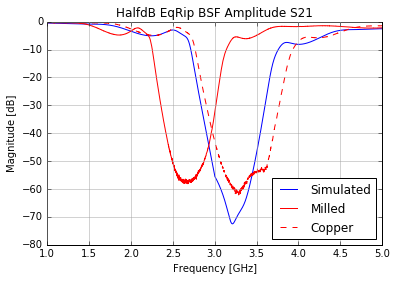 HalfdB EqRip BSF Amplitude S21
Magnitude [dB]
0
−10
−20
−30
−40
−50
−60
−70
−80
1.0 1.5 2.0 2.5 3.0 3.5 4.0 4.5 5.0
Frequency [GHz]
Simulated
Milled
Copper